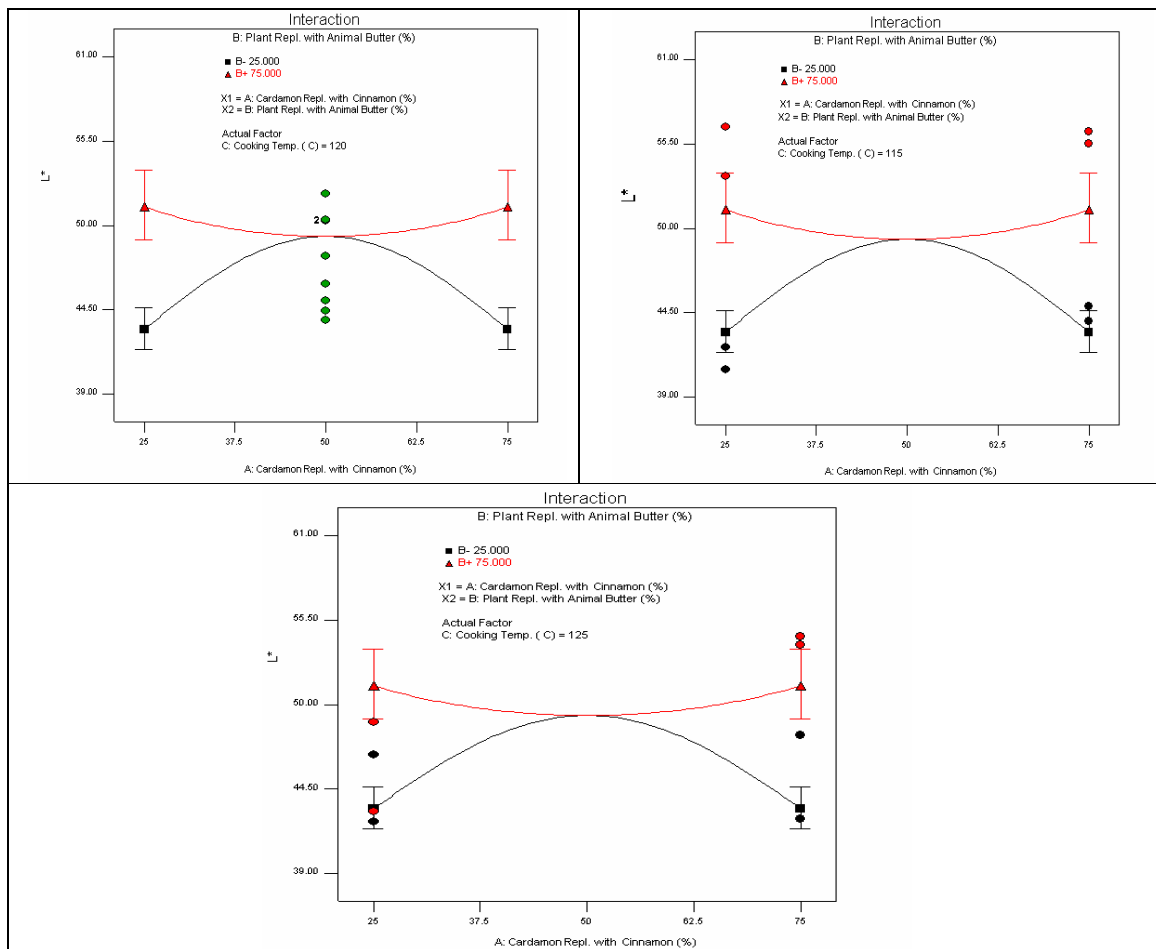 Interaction
B: Plant Repl. with Animal Butter (%)
61.00
B- 25.000
B+ 75.000
X1 = A: Cardamon Repl. with Cinnamon (%)
X2 = B: Plant Repl. with Animal Butter (%)
Actual Factor
C: Cooking Temp. ( C) = 120
55.50
L*
50.00
2
44.50
39.00
25 37.5 50 62.5 75
A: Cardamon Repl. with Cinnamon (%)
Interaction
B: Plant Repl. with Animal Butter (%)
61.00
B- 25.000
B+ 75.000
X1 = A: Cardamon Repl. with Cinnamon (%)
X2 = B: Plant Repl. with Animal Butter (%)
Actual Factor
C: Cooking Temp. ( C) = 115
55.50
L*
50.00
44.50
39.00
25 37.5 50 62.5 75
A: Cardamon Repl. with Cinnamon (%)
Interaction
B: Plant Repl. with Animal Butter (%)
61.00
B- 25.000
B+ 75.000
X1 = A: Cardamon Repl. with Cinnamon (%)
X2 = B: Plant Repl. with Animal Butter (%)
Actual Factor
C: Cooking Temp. ( C) = 125
55.50
L*
50.00
44.50
39.00
25 37.5 50 62.5 75
A: Cardamon Repl. with Cinnamon (%)